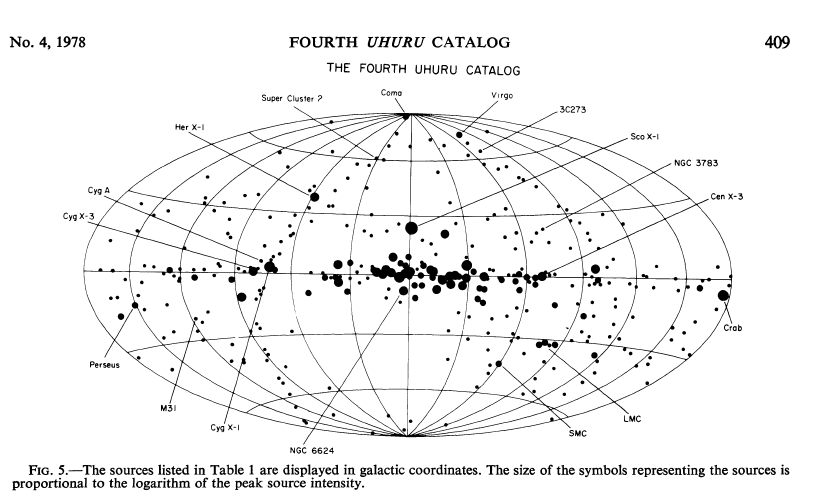 No. 4, 1978 FOURTH UHURU CATALOG 409
THE FOURTH UHURU CATALOG
Coma
Virgo
Super Cluster ?
3C273
Her X-1
Sco X-1
NGC 3783
Cyg A
Cen X-3
Cyg X-3
Crab
Perseus
M31
LMC
Cyg X-1
SMC
NGC 6624
FIG. 5.—The sources listed in Table 1 are displayed in galactic coordinates. The size of the symbols representing the sources is
proportional to the logarithm of the peak source intensity.